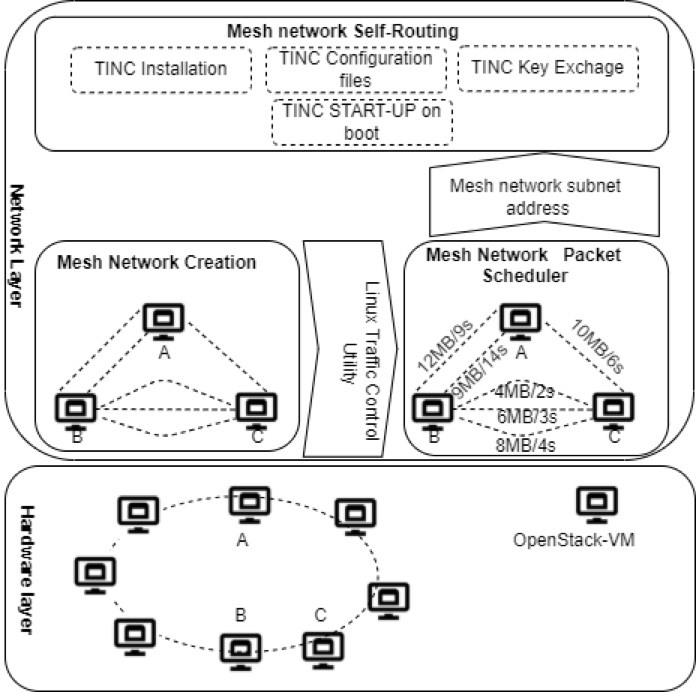 Mesh network Self-Routing
TINC Installation
TINC Configuration
files
TINC Key Exchage
TINC START-UP on
boot
Network Layer
Mesh network subnet
address
Mesh Network Creation
A
B
C
Linux Traffic Control
Utility
Mesh Network Packet
Scheduler
A
12MB/9s
9MB/14s
10MB/6s
4MB/2s
6MB/3s
8MB/4s
B
C
Hardware layer
A
B
C
OpenStack-VM